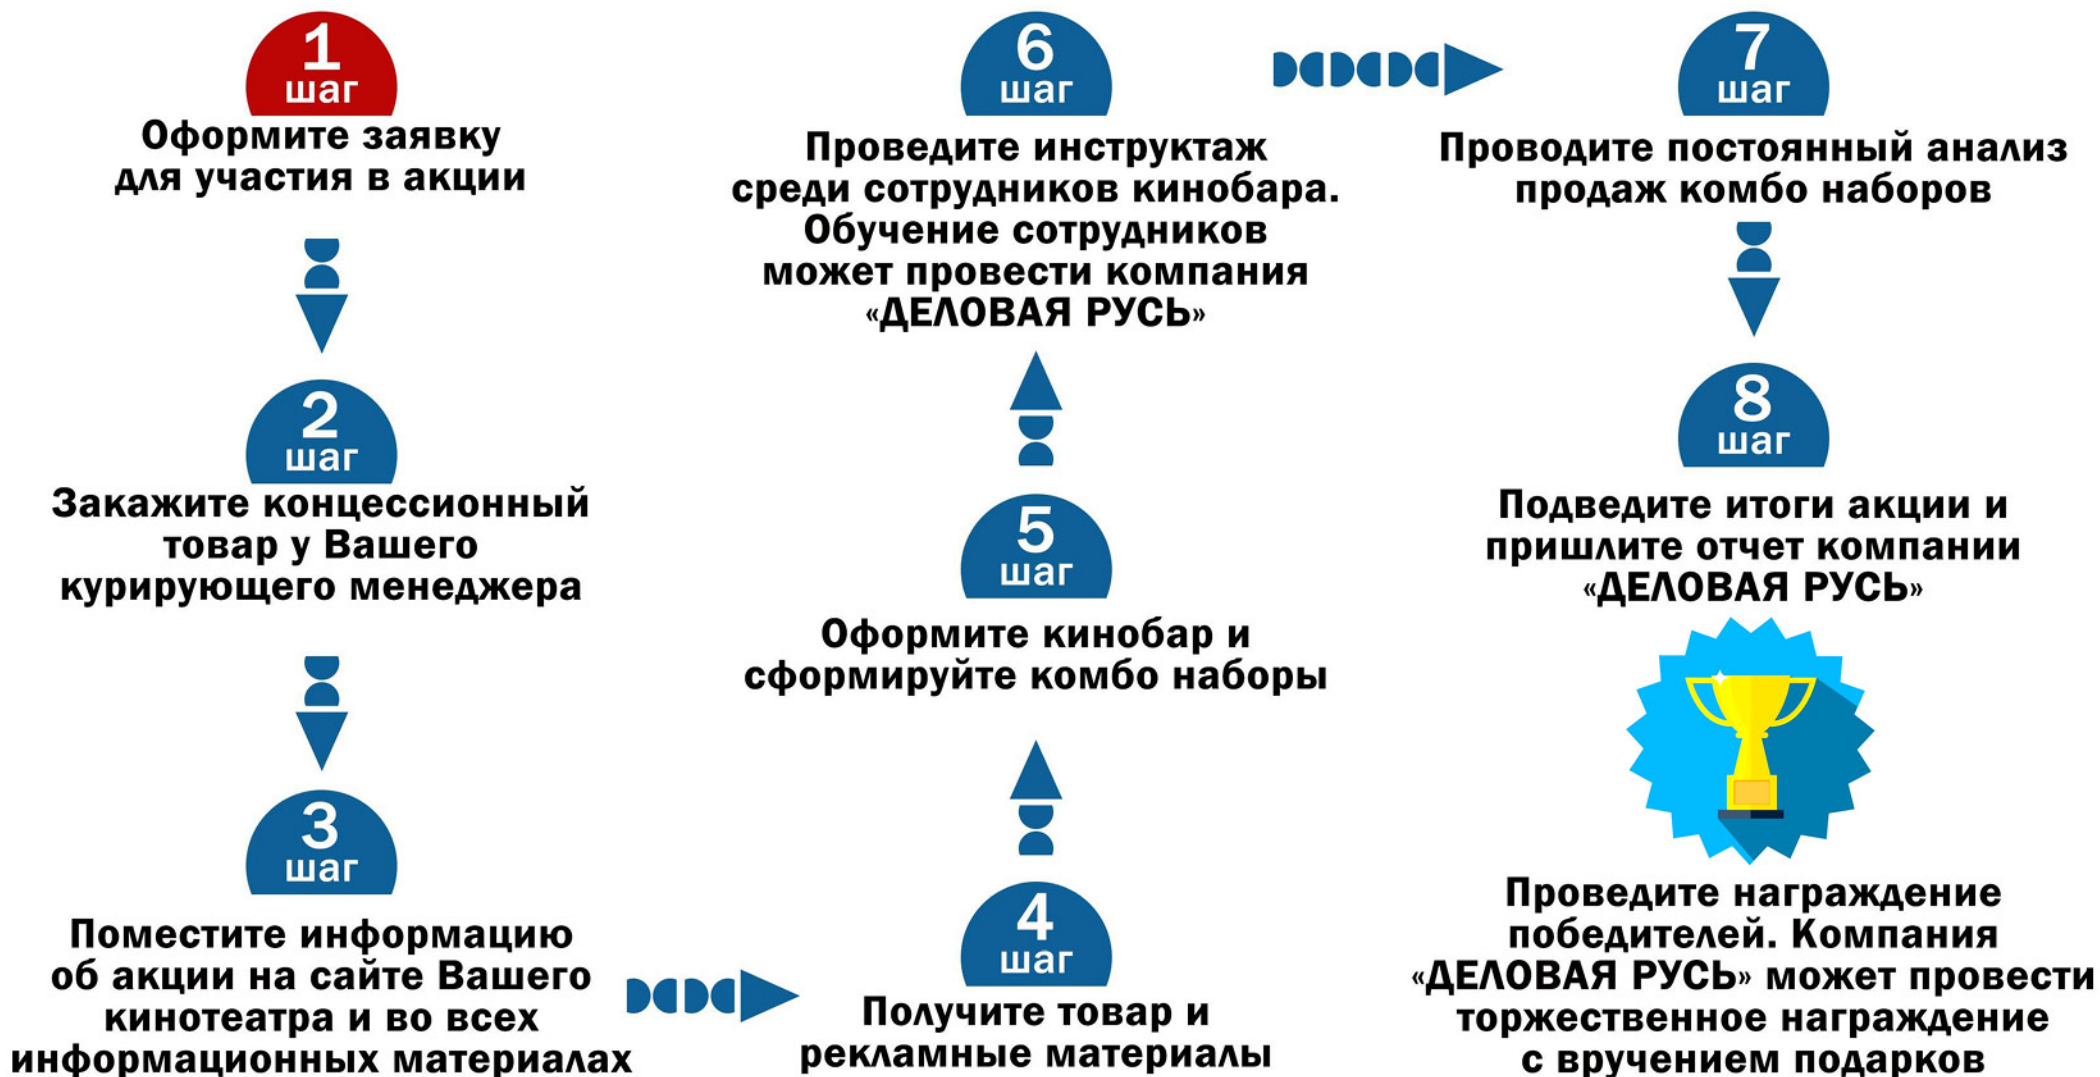 1
шаг
Оформите заявку
для участия в акции
2
шаг
Закажите концессионный
товар у Вашего
курирующего менеджера
3
шаг
Поместите информацию
об акции на сайте Вашего
кинотеатра и во всех
информационных материалах
4
шаг
Получите товар и
рекламные материалы
5
шаг
Оформите кинобар и
сформируйте комбо наборы
6
шаг
Проведите инструктаж
среди сотрудников кинобара.
Обучение сотрудников
может провести компания
«ДЕЛОВАЯ РУСЬ»
7
шаг
Проводите постоянный анализ
продаж комбо наборов
8
шаг
Подведите итоги акции и
пришлите отчет компании
«ДЕЛОВАЯ РУСЬ»
Проведите награждение
победителей. Компания
«ДЕЛОВАЯ РУСЬ» может провести
торжественное награждение
с вручением подарков